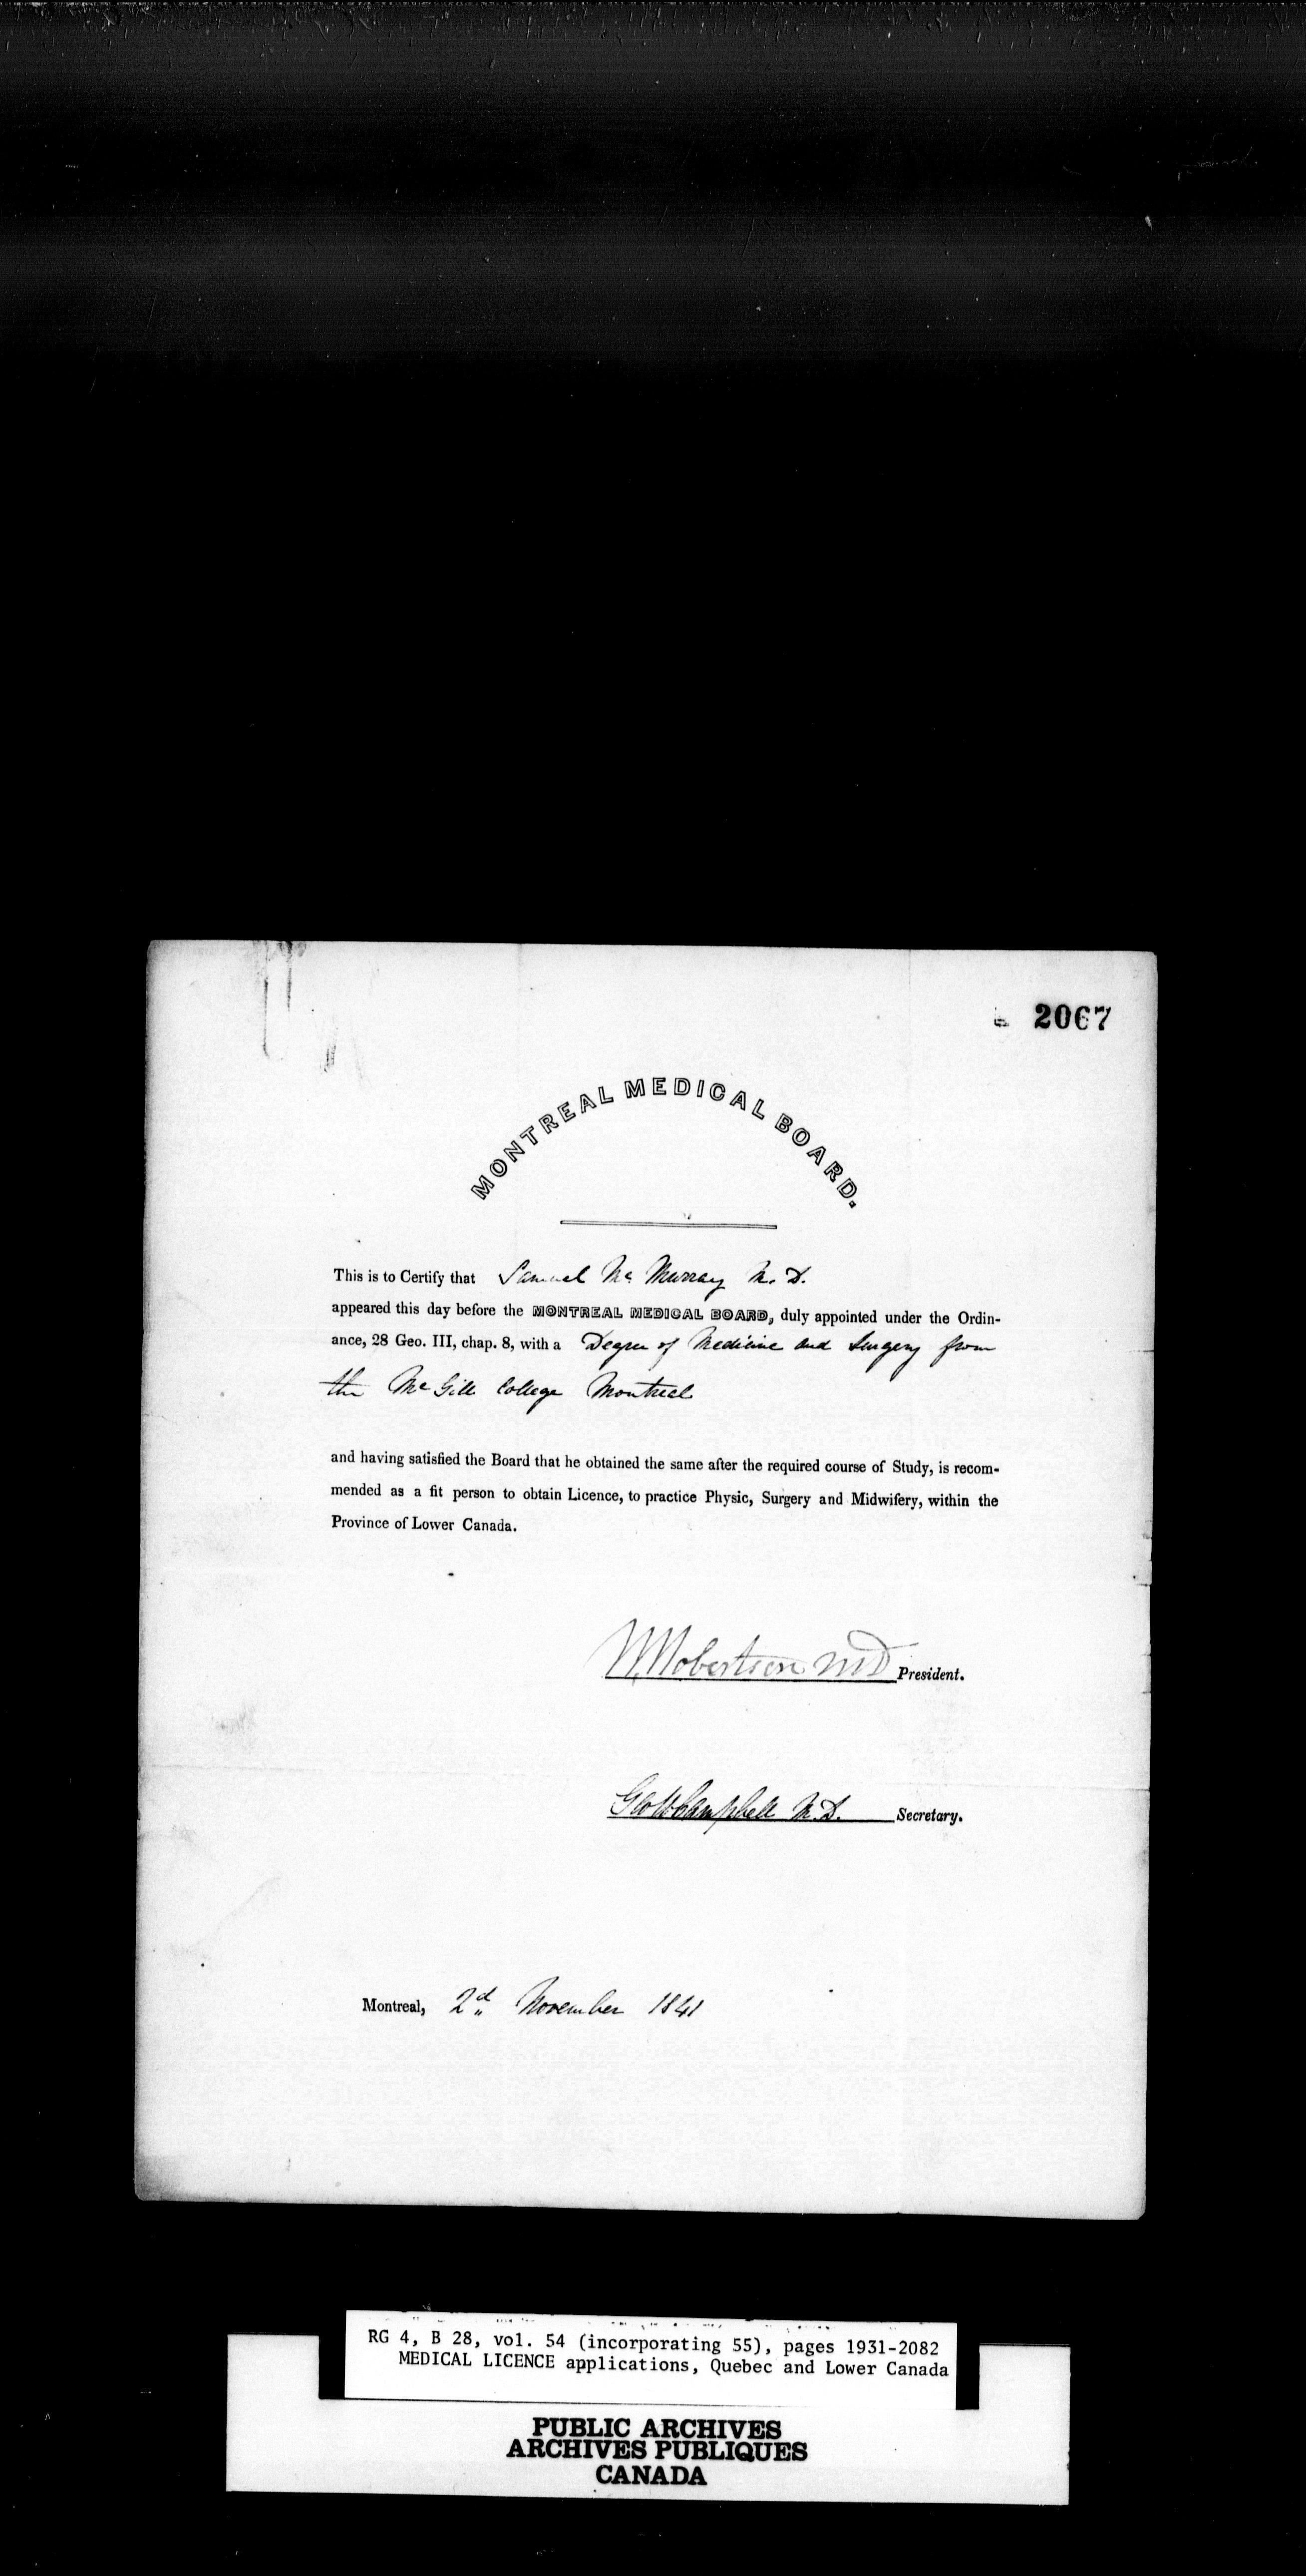 2067
MONTREAL MEDICAL BOARD.
This is to Certify that Samuel Mc Murray M. D.
appeared this day before the MONTREAL MEDICAL BOARD, duly appointed under the Ordin-
ance, 28 Geo. III, chap. 8, with a Degree of Medicine and Surgery from
the Mc Gill College Montreal
and having satisfied the Board that he obtained the same after the required course of Study, is recom-
mended as a fit person to obtain Licence, to practice Physic, Surgery and Midwifery, within the
Province of Lower Canada.
W Robertson MD President.
Geo W Campbell M.D. Secretary.
Montreal, 2d November 1841
RG 4, B 28, vol. 54 (incorporating 55), pages 1931-2082
MEDICAL LICENCE applications, Quebec and Lower Canada
PUBLIC ARCHIVES
ARCHIVES PUBLIQUES
CANADA